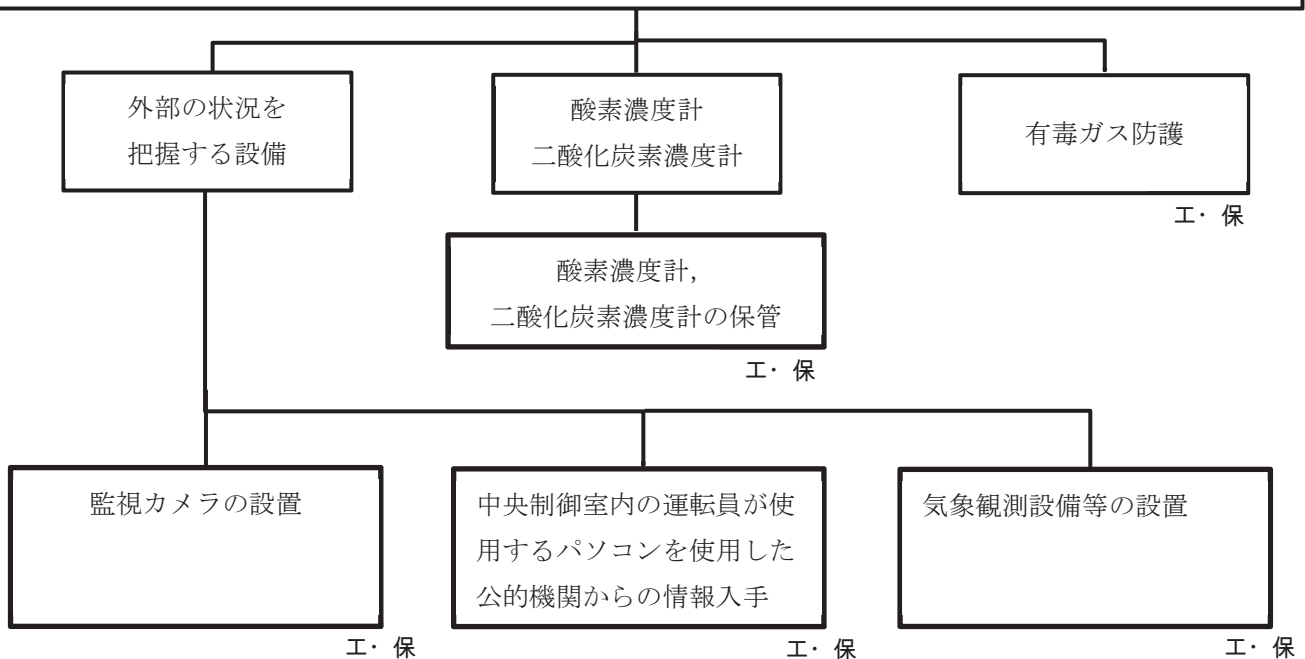 外部の状況を
把握する設備
酸素濃度計
二酸化炭素濃度計
有毒ガス防護
工・保
酸素濃度計，
二酸化炭素濃度計の保管
工・保
監視カメラの設置
工・保
中央制御室内の運転員が使
用するパソコンを使用した
公的機関からの情報入手
工・保
気象観測設備等の設置
工・保